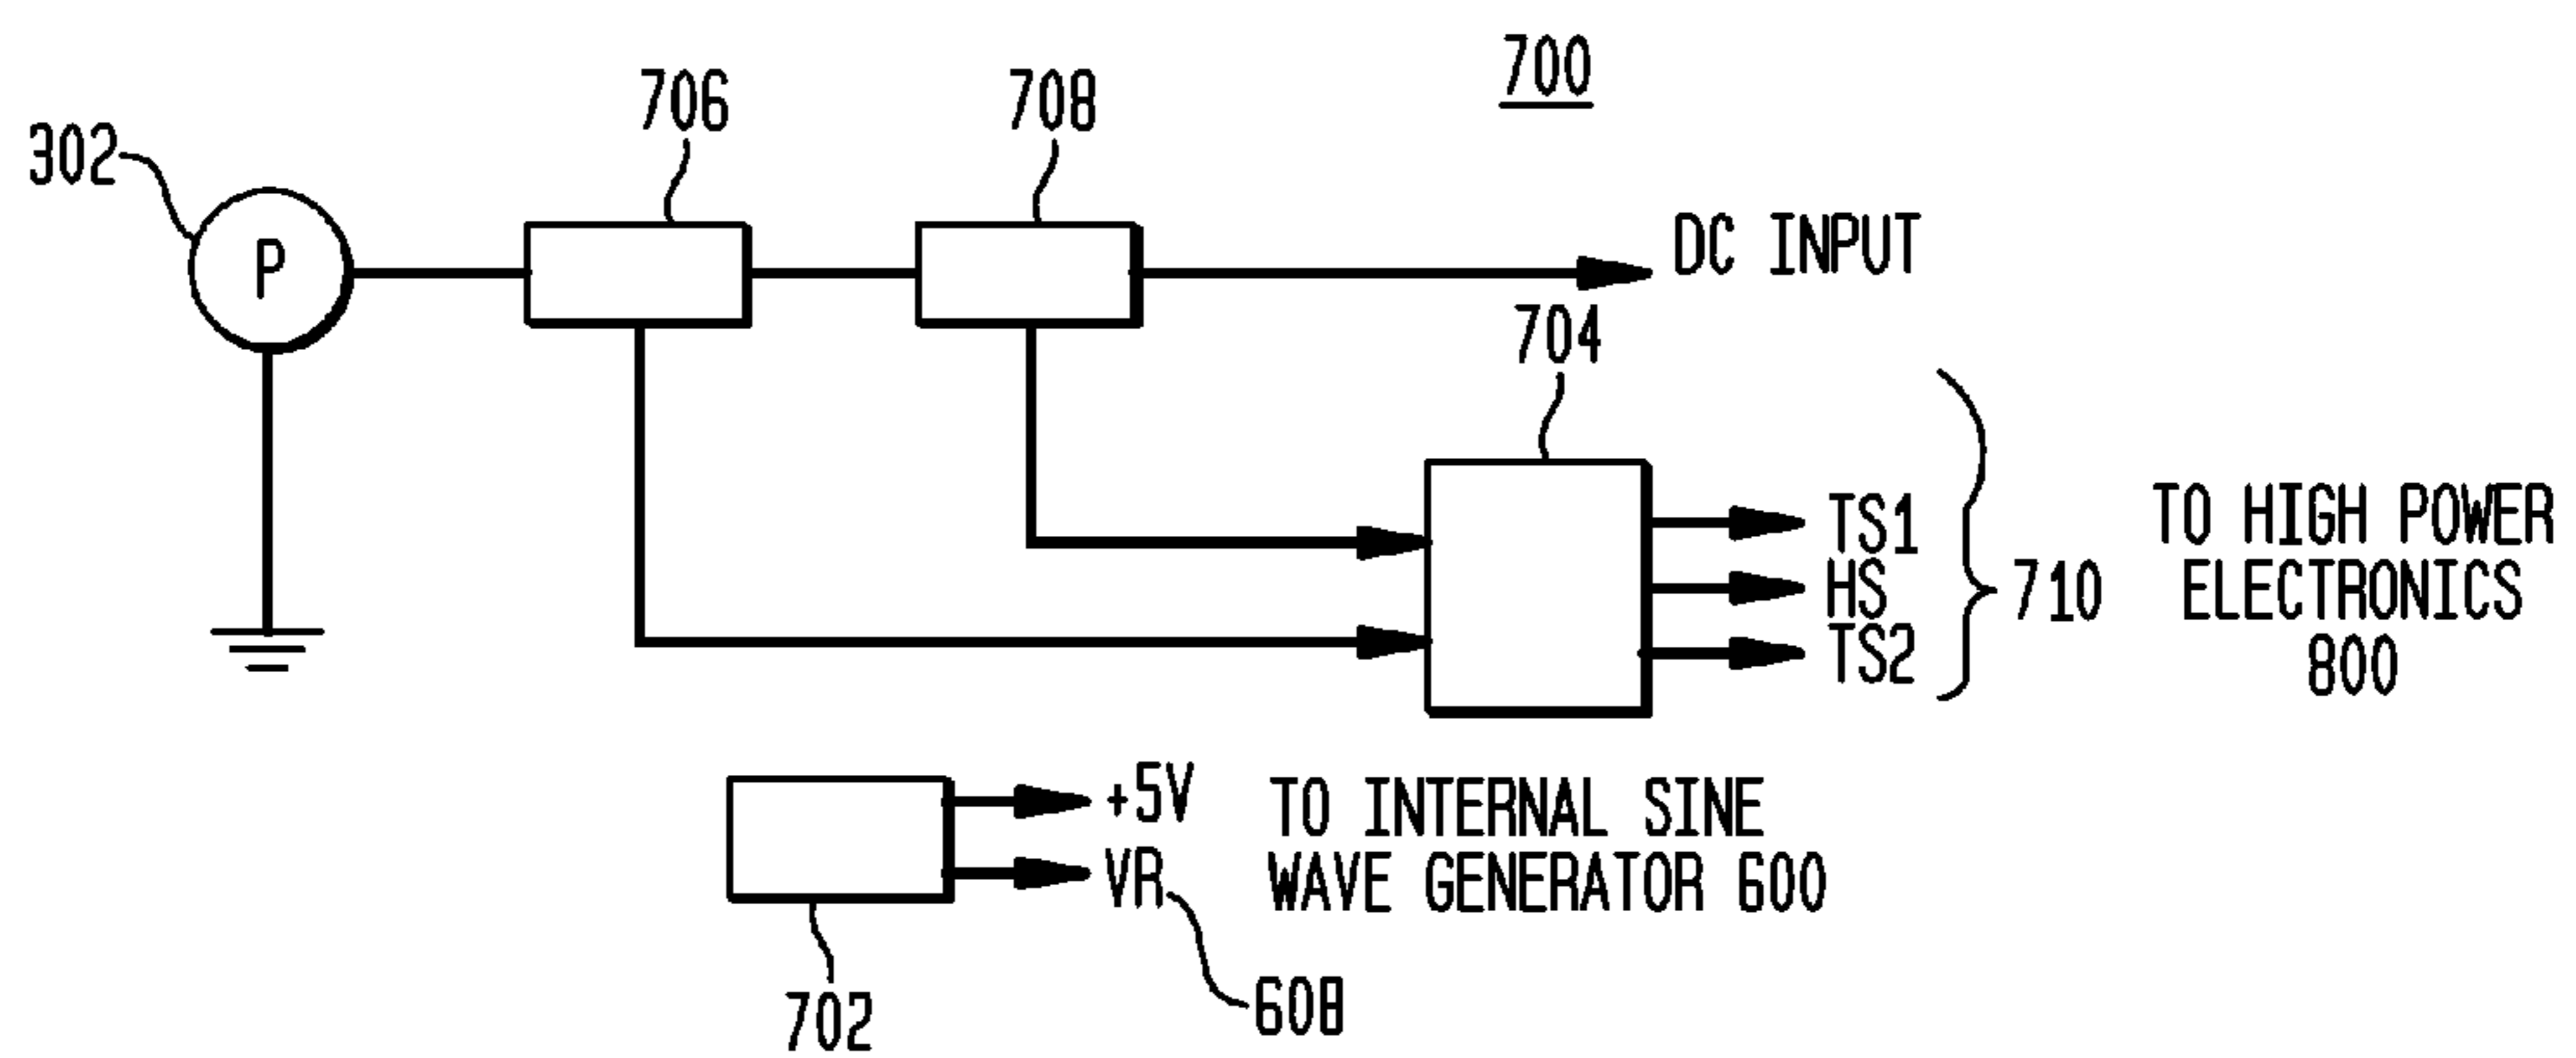 700
706
708
302
P
DC INPUT
704
TS1
HS
TS2
710
TO HIGH POWER
ELECTRONICS
800
+5V
VR
TO INTERNAL SINE
WAVE GENERATOR 600
702
608